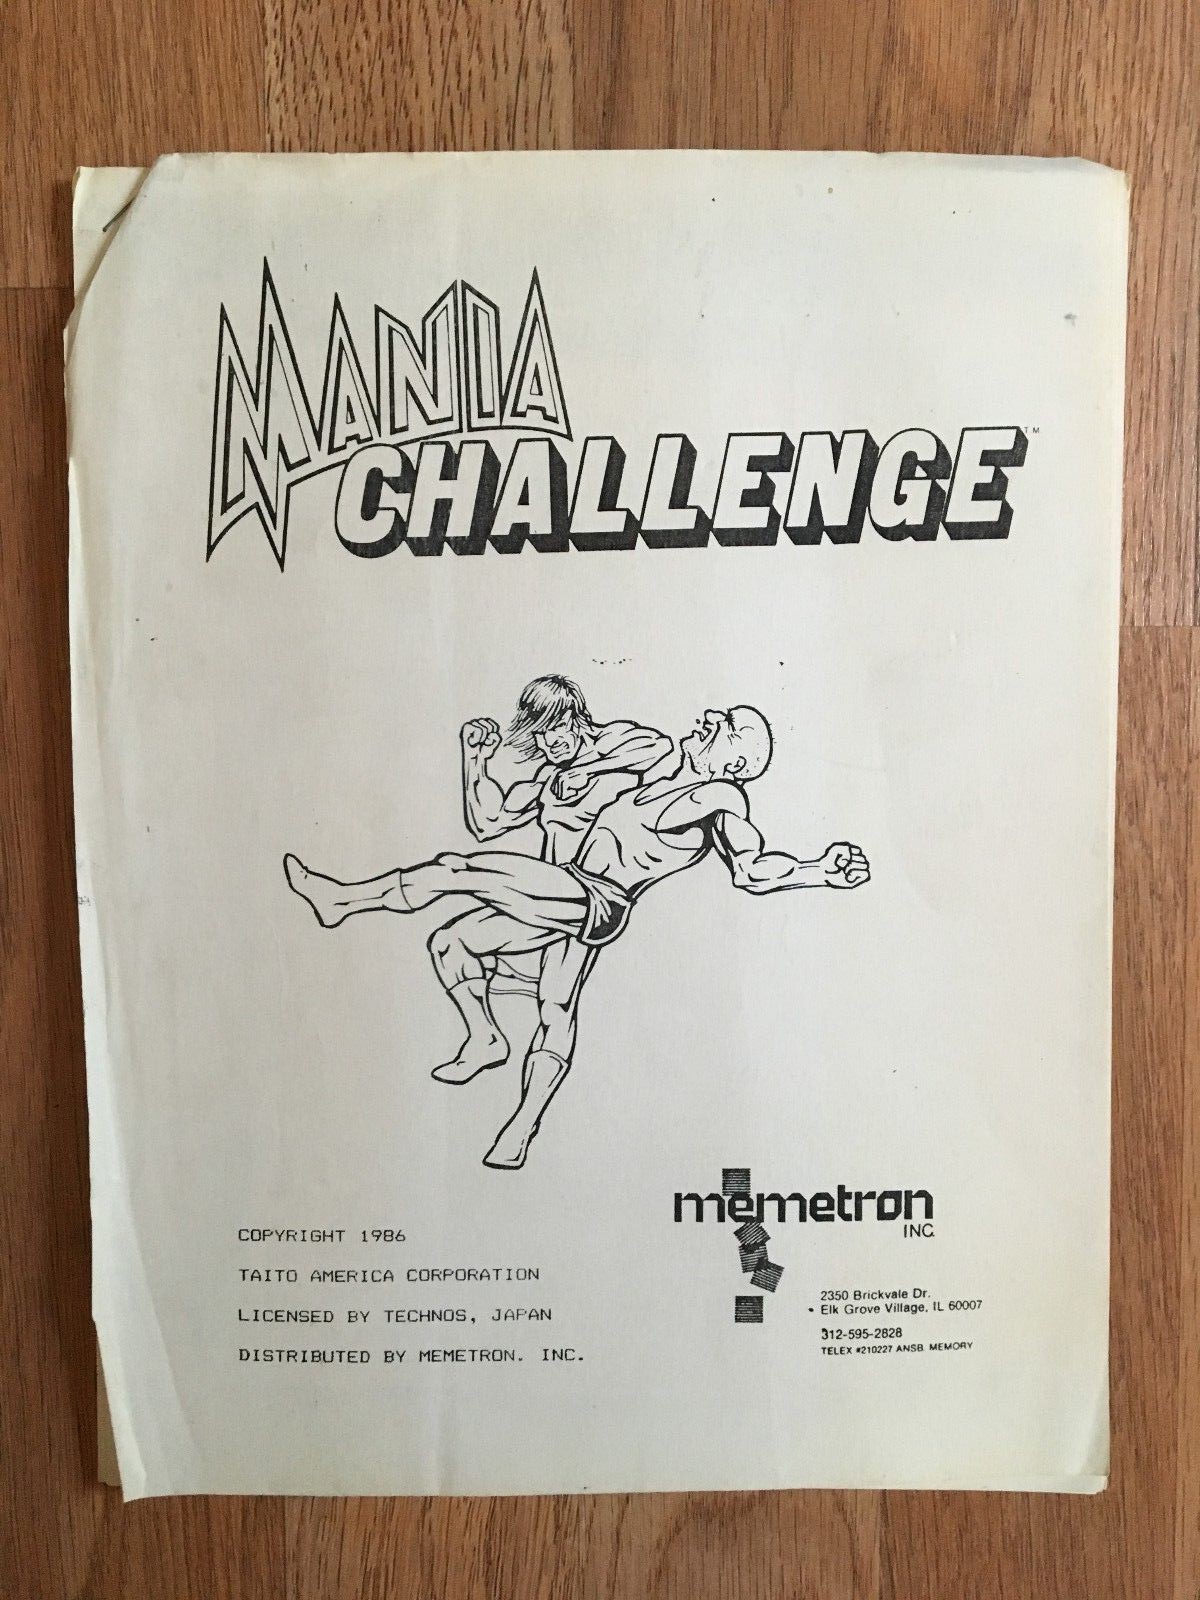 MANIA
CHALLENGE™
memetron
INC.
COPYRIGHT 1986
TAITO AMERICA CORPORATION
LICENSED BY TECHNOS, JAPAN
DISTRIBUTED BY MEMETRON. INC.
2350 Brickvale Dr.
Elk Grove Village, IL 60007
312-595-2828
TELEX #210227 ANSB. MEMORY